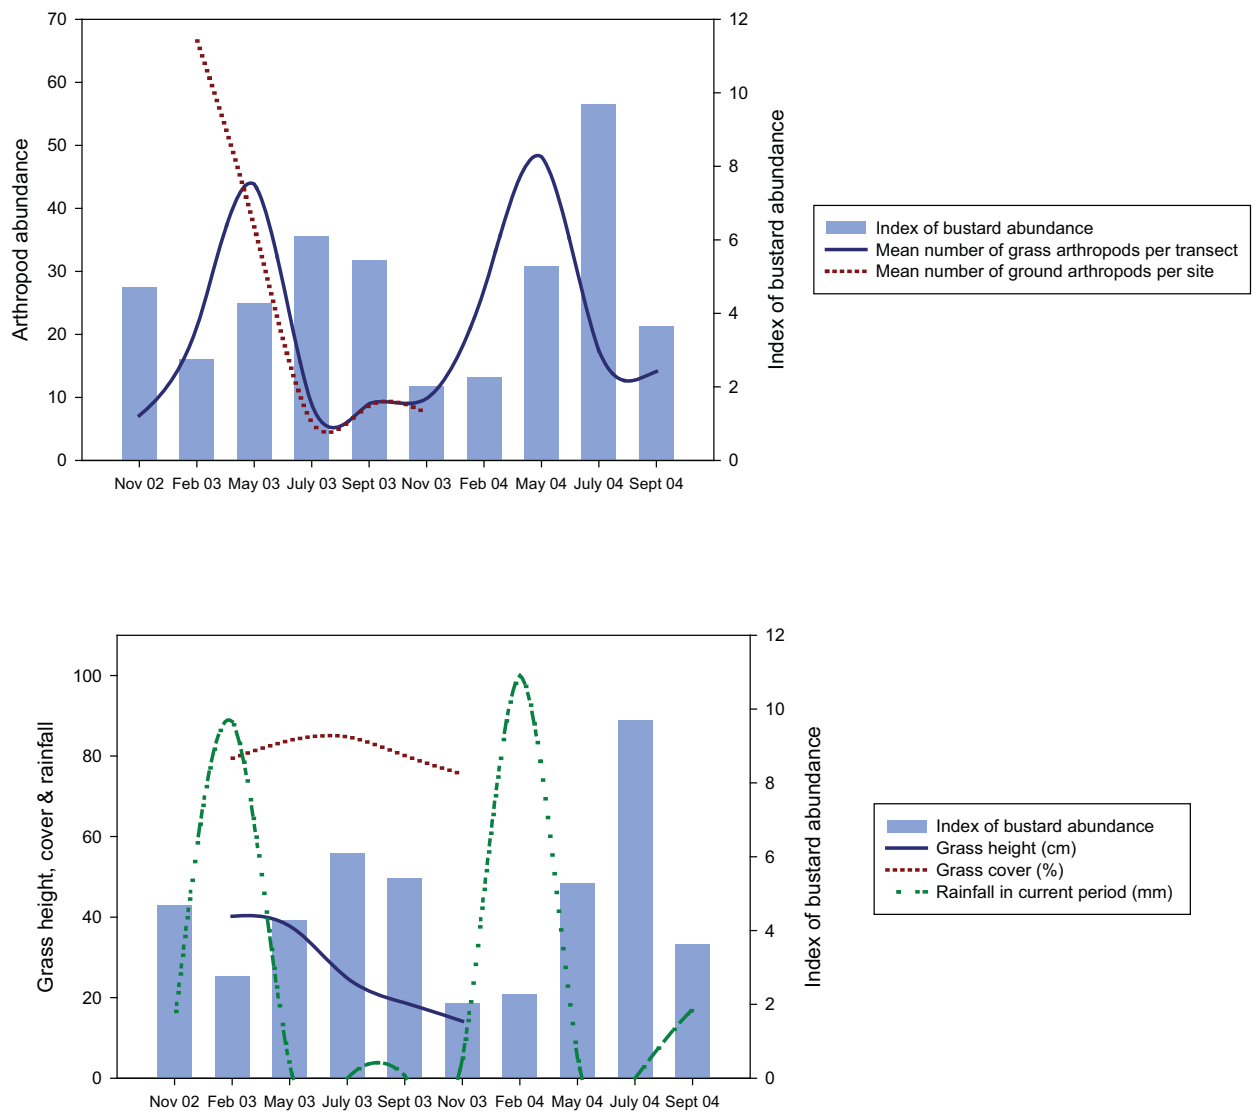 70
60
50
40
30
20
10
0
Arthropod abundance
12
10
8
6
4
2
0
Index of bustard abundance
Nov 02 Feb 03 May 03 July 03 Sept 03 Nov 03 Feb 04 May 04 July 04 Sept 04
Index of bustard abundance
Mean number of grass arthropods per transect
Mean number of ground arthropods per site
100
80
60
40
20
0
Grass height, cover & rainfall
12
10
8
6
4
2
0
Index of bustard abundance
Nov 02 Feb 03 May 03 July 03 Sept 03 Nov 03 Feb 04 May 04 July 04 Sept 04
Index of bustard abundance
Grass height (cm)
Grass cover (%)
Rainfall in current period (mm)